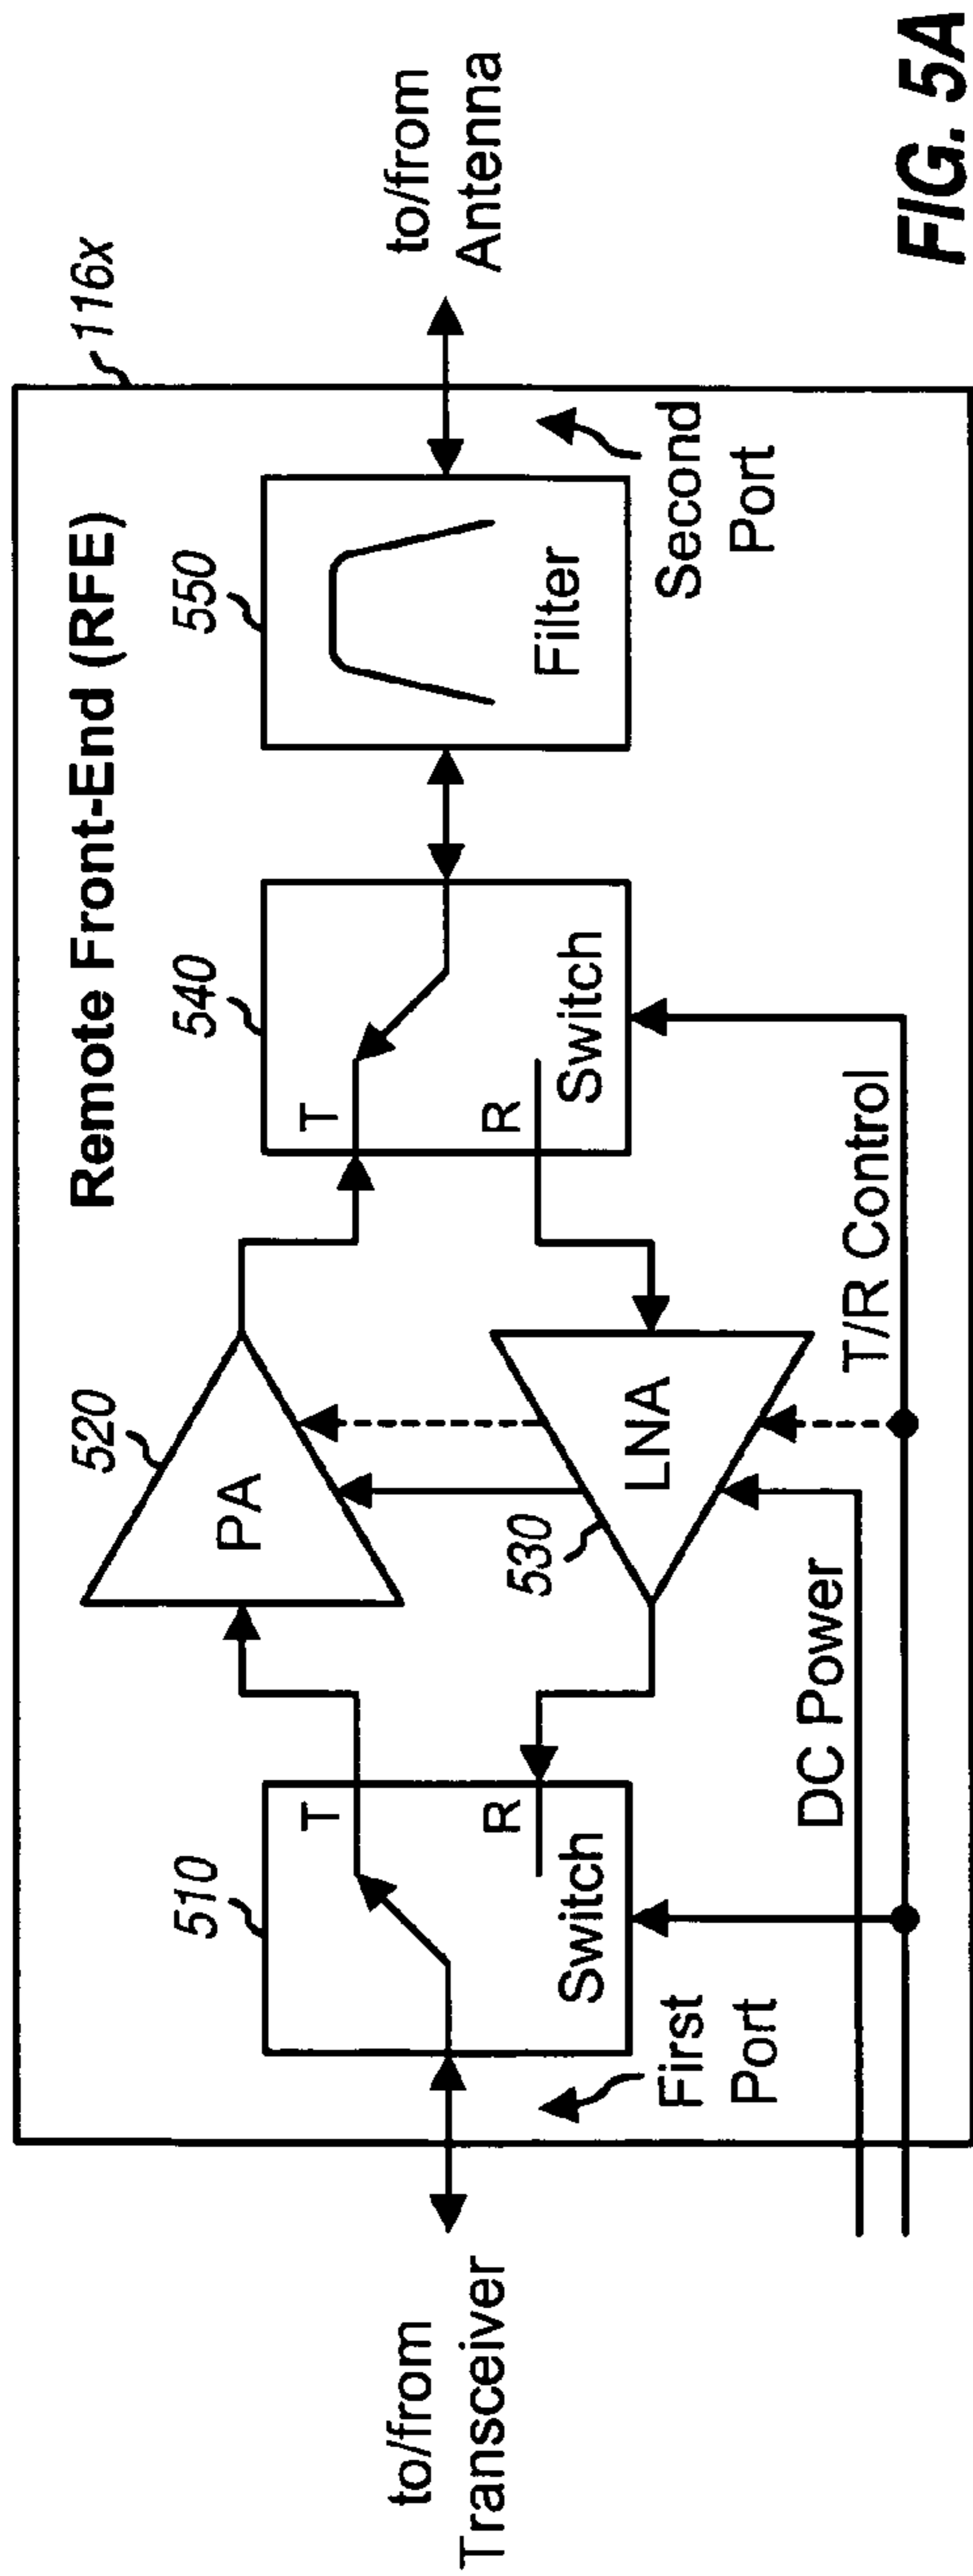 Remote Front-End (RFE)
116x
510
T
R
Switch
First
Port
to/from
Transceiver
520
PA
530
LNA
540
T
R
Switch
550
Filter
Second
Port
to/from
Antenna
DC Power
T/R Control
FIG. 5A